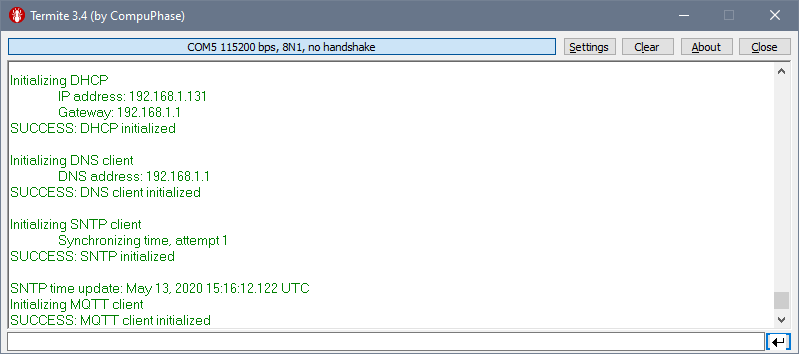 Termite 3.4 (by CompuPhase)
COM5 115200 bps, 8N1, no handshake
Settings
Clear
About
Close
Initializing DHCP
IP address: 192.168.1.131
Gateway: 192.168.1.1
SUCCESS: DHCP initialized
Initializing DNS client
DNS address: 192.168.1.1
SUCCESS: DNS client initialized
Initializing SNTP client
Synchronizing time, attempt 1
SUCCESS: SNTP initialized
SNTP time update: May 13, 2020 15:16:12.122 UTC
Initializing MQTT client
SUCCESS: MQTT client initialized